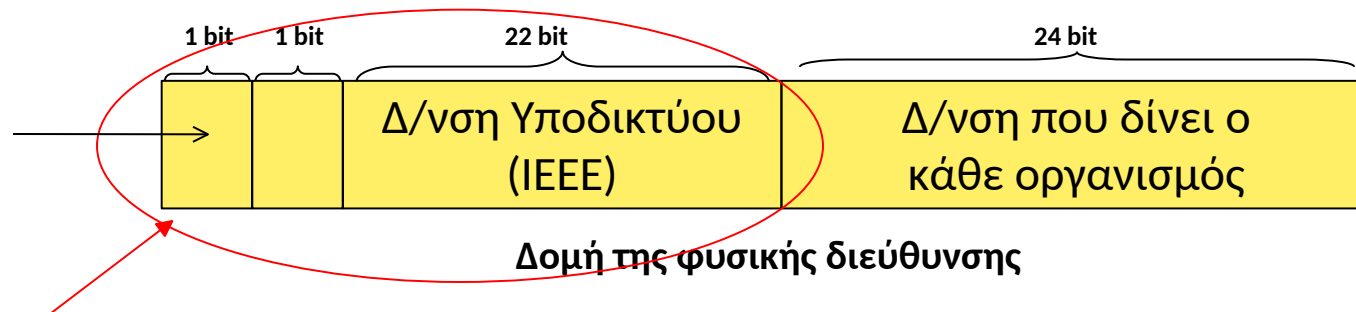 1 bit 1 bit 22 bit 24 bit
Δ/νση Υποδικτύου
(IEEE)
Δ/νση που δίνει ο
κάθε οργανισμός
Δομή της φυσικής διεύθυνσης